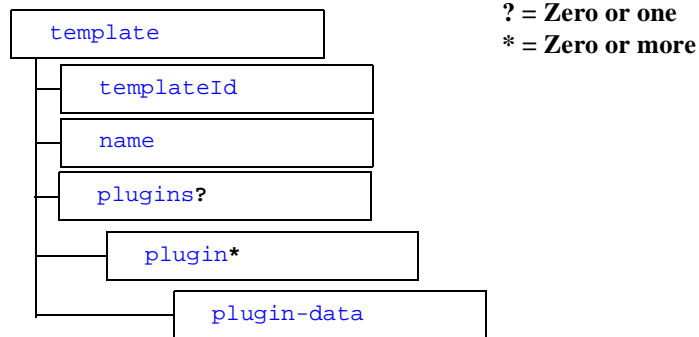 ? = Zero or one
* = Zero or more
template
templateId
name
plugins?
plugin*
plugin-data